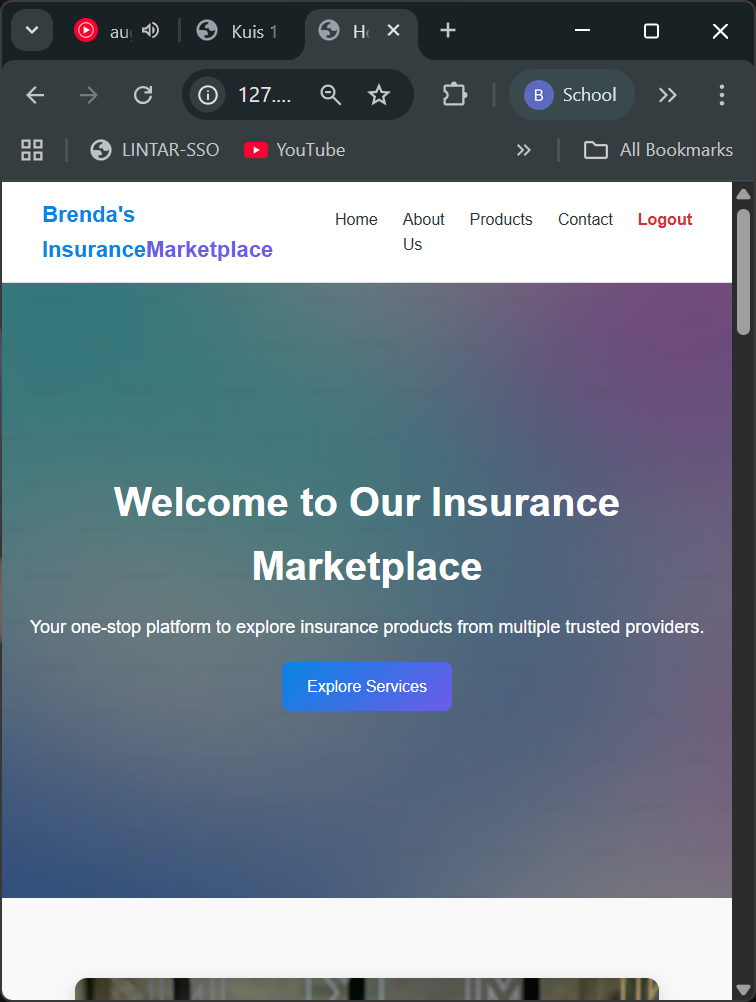 au
Kuis 1
H
127....
B
School
LINTAR-SSO
YouTube
All Bookmarks
Brenda's
InsuranceMarketplace
Home
About
Us
Products
Contact
Logout
Welcome to Our Insurance
Marketplace
Your one-stop platform to explore insurance products from multiple trusted providers.
Explore Services